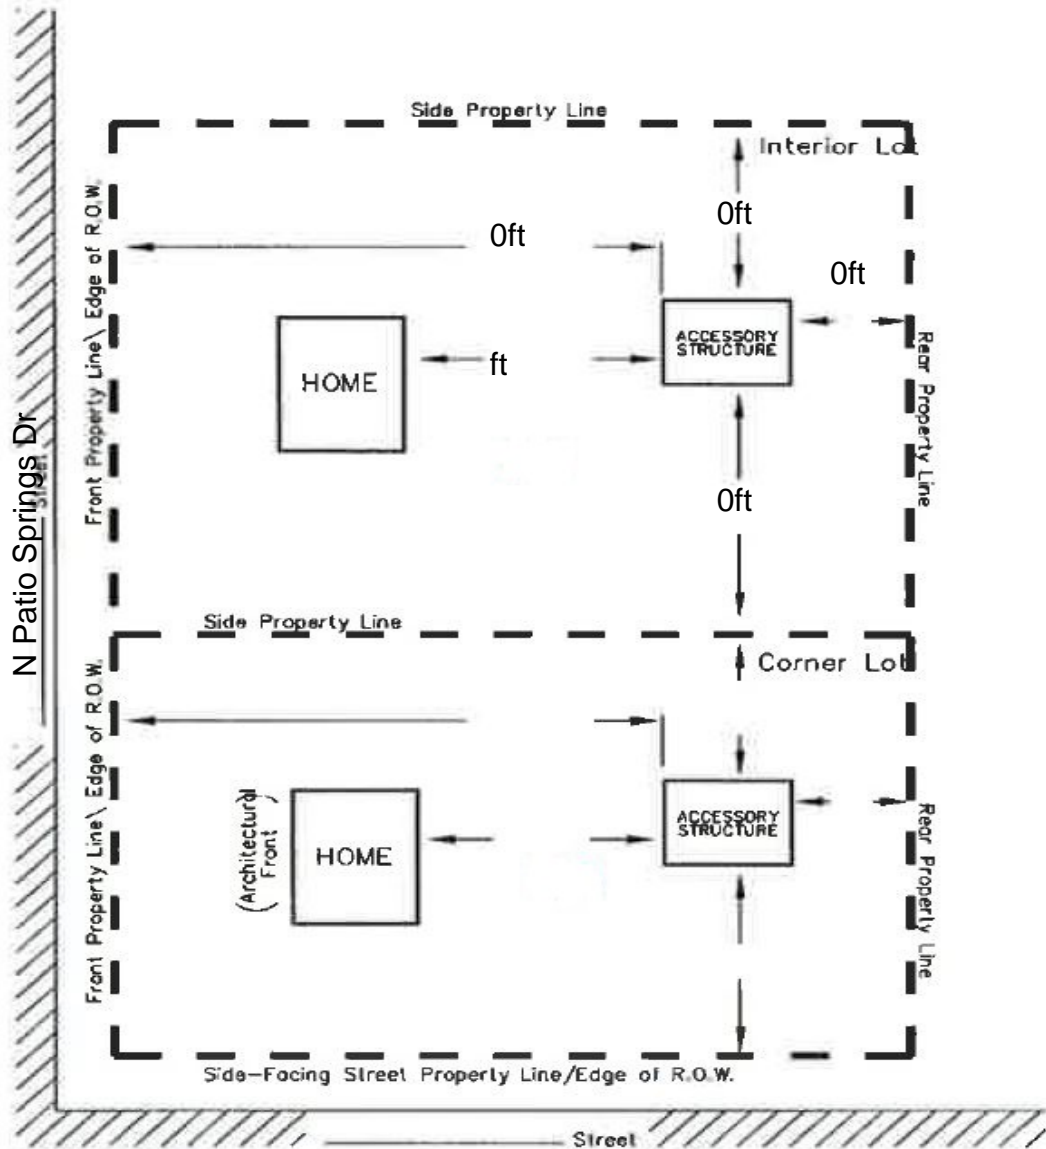 Side Property Line
Interior Lot
Front Property Line\ Edge of R.O.W.
0ft
0ft
0ft
ACCESSORY
STRUCTURE
HOME
ft
Rear Property Line
N Patio Springs Dr
Street
0ft
Side Property Line
Corner Lot
Front Property Line\ Edge of R.O.W.
(Architectural
Front)
HOME
ACCESSORY
STRUCTURE
Rear Property Line
Side-Facing Street Property Line/Edge of R.O.W.
Street